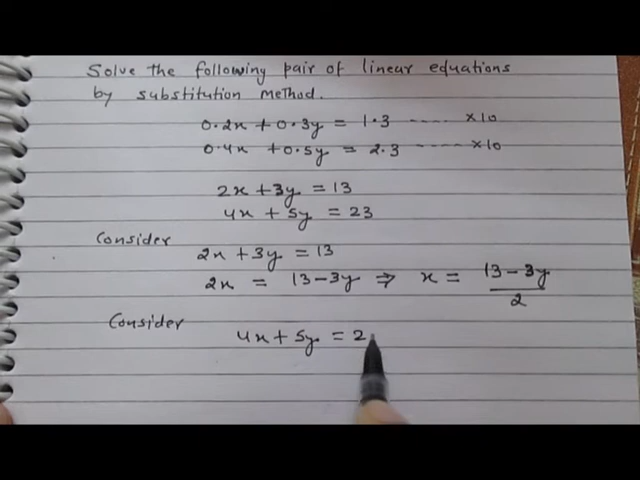 Solve the following pair of linear equations
by substitution method.
0.2x + 0.3y = 1.3 ..... x10
0.4x + 0.5y = 2.3 ..... x10
2x + 3y = 13
4x + 5y = 23
Consider
2x + 3y = 13
2x = 13 - 3y ⇒ x = (13 - 3y)/2
Consider
4x + 5y = 2